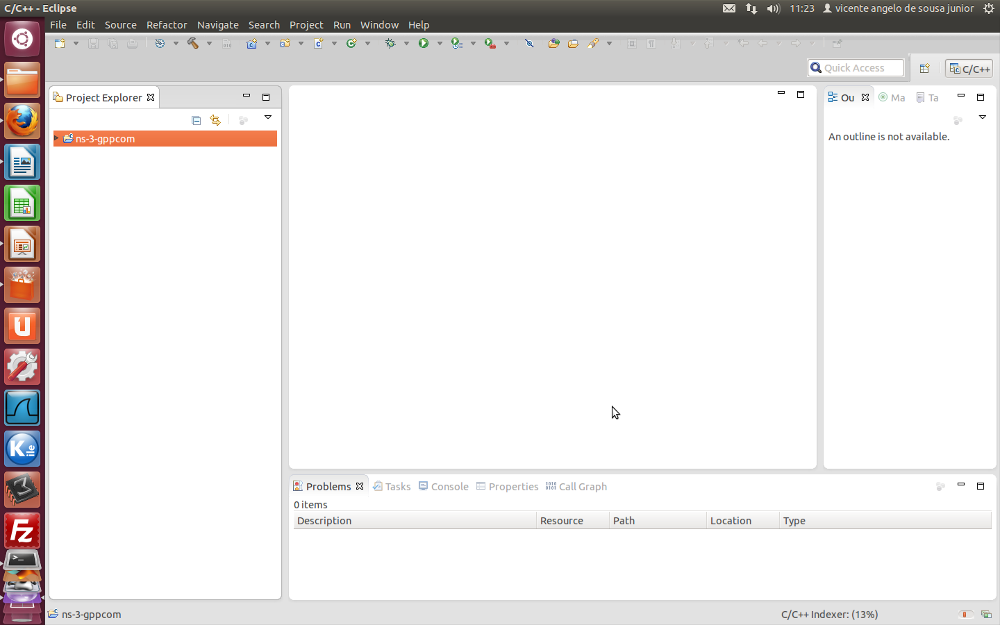 C/C++ - Eclipse
11:23 vicente angelo de sousa junior
File Edit Source Refactor Navigate Search Project Run Window Help
Quick Access
C/C++
Project Explorer
ns-3-gppcom
Ou Ma Ta
An outline is not available.
Problems Tasks Console Properties Call Graph
0 items
Description Resource Path Location Type
ns-3-gppcom
C/C++ Indexer: (13%)